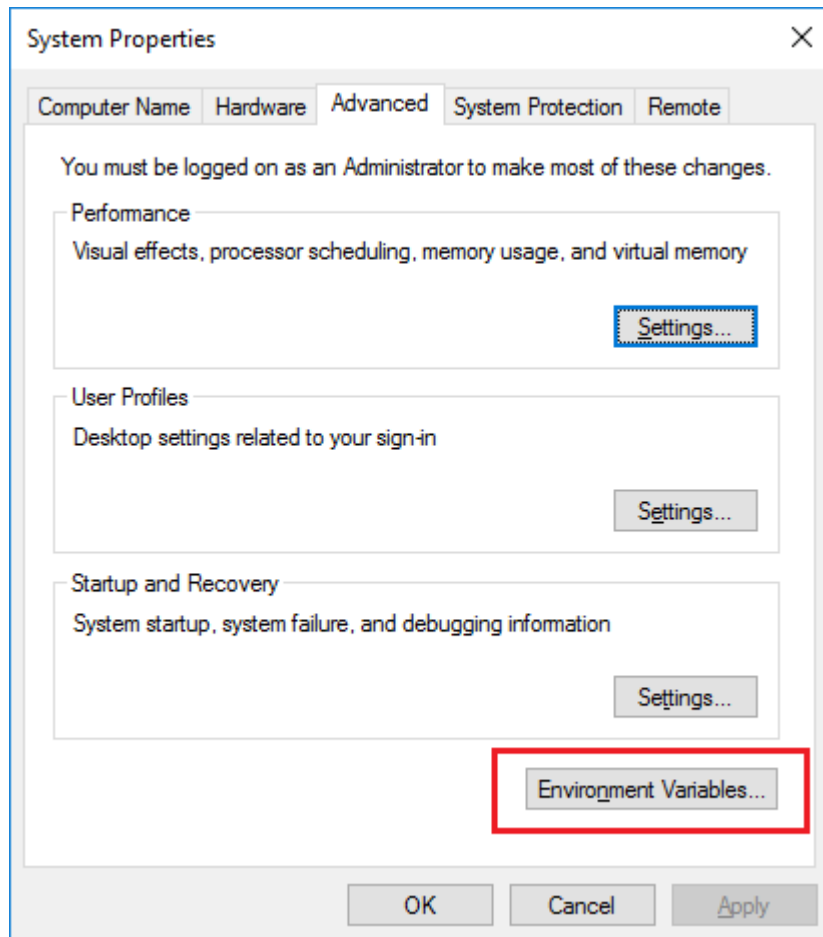 System Properties
Computer Name Hardware Advanced System Protection Remote
You must be logged on as an Administrator to make most of these changes.
Performance
Visual effects, processor scheduling, memory usage, and virtual memory
Settings...
User Profiles
Desktop settings related to your sign-in
Settings...
Startup and Recovery
System startup, system failure, and debugging information
Settings...
Environment Variables...
OK Cancel Apply